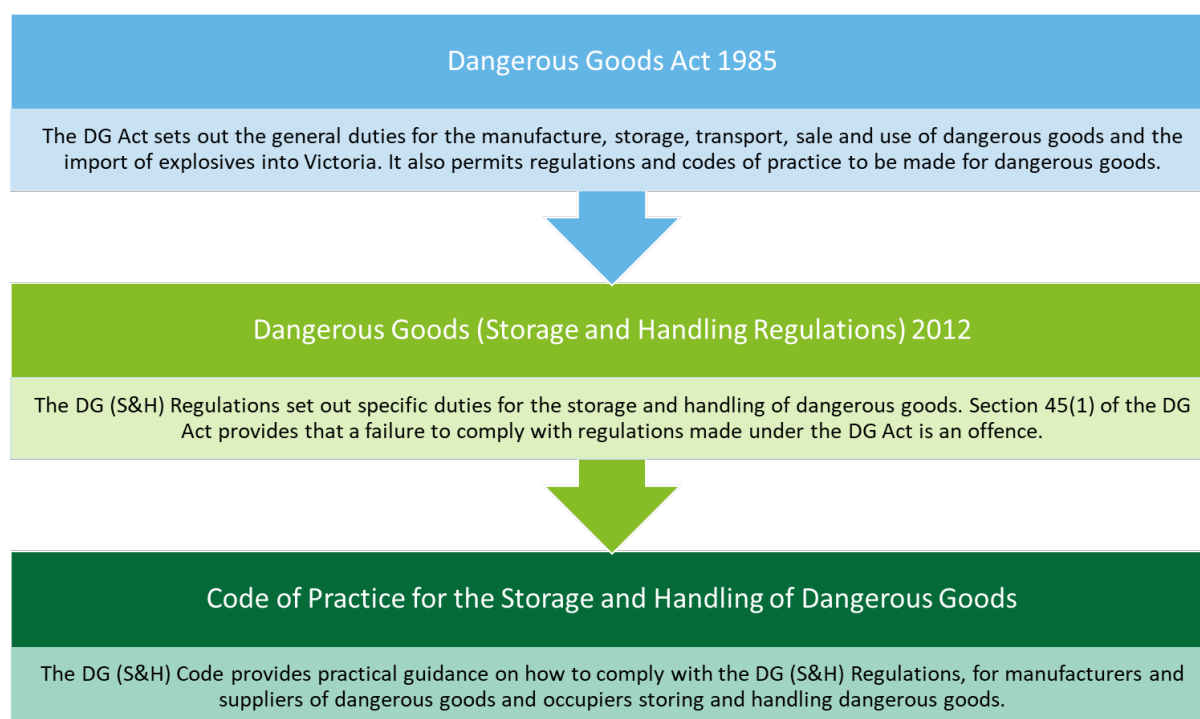 Dangerous Goods Act 1985
The DG Act sets out the general duties for the manufacture, storage, transport, sale and use of dangerous goods and the
import of explosives into Victoria. It also permits regulations and codes of practice to be made for dangerous goods.
Dangerous Goods (Storage and Handling Regulations) 2012
The DG (S&H) Regulations set out specific duties for the storage and handling of dangerous goods. Section 45(1) of the DG
Act provides that a failure to comply with regulations made under the DG Act is an offence.
Code of Practice for the Storage and Handling of Dangerous Goods
The DG (S&H) Code provides practical guidance on how to comply with the DG (S&H) Regulations, for manufacturers and
suppliers of dangerous goods and occupiers storing and handling dangerous goods.